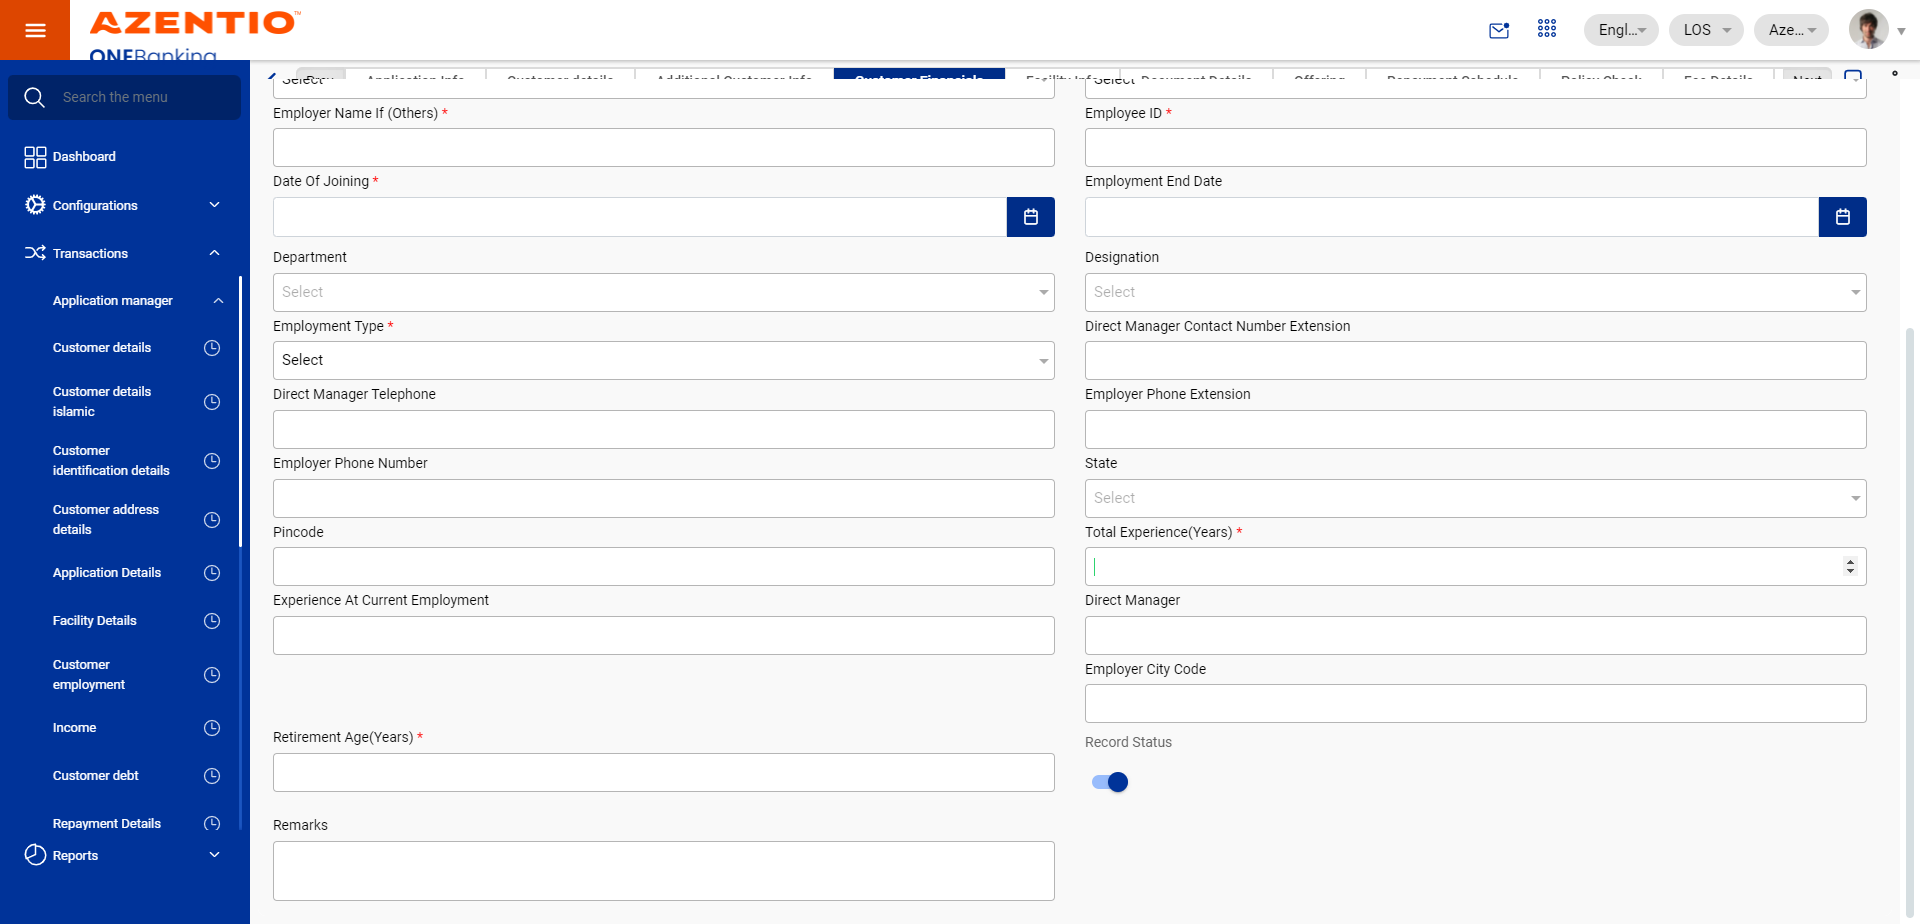 AZENTIO™
ONEBanking
Engl...
LOS
Aze...
Search the menu
Dashboard
Configurations
Transactions
Application manager
Customer details
Customer details
islamic
Customer
identification details
Customer address
details
Application Details
Facility Details
Customer
employment
Income
Customer debt
Repayment Details
Reports
Application Info
Customer details
Additional Customer Info
Customer Financials
Facility Info
Document Details
Offering
Repayment Schedule
Policy Check
Fee Details
Next
Select
Select
Employer Name If (Others) *
Employee ID *
Date Of Joining *
Employment End Date
Department
Designation
Select
Select
Employment Type *
Direct Manager Contact Number Extension
Select
Direct Manager Telephone
Employer Phone Extension
Employer Phone Number
State
Select
Pincode
Total Experience(Years) *
Experience At Current Employment
Direct Manager
Employer City Code
Retirement Age(Years) *
Record Status
Remarks